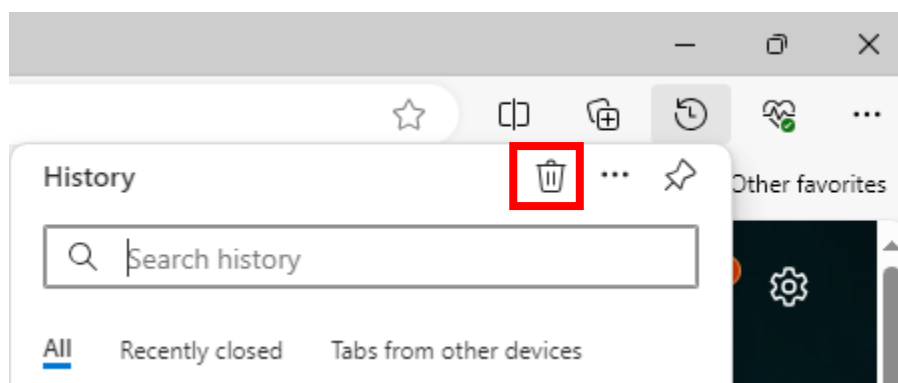 History
Other favorites
Search history
All Recently closed Tabs from other devices